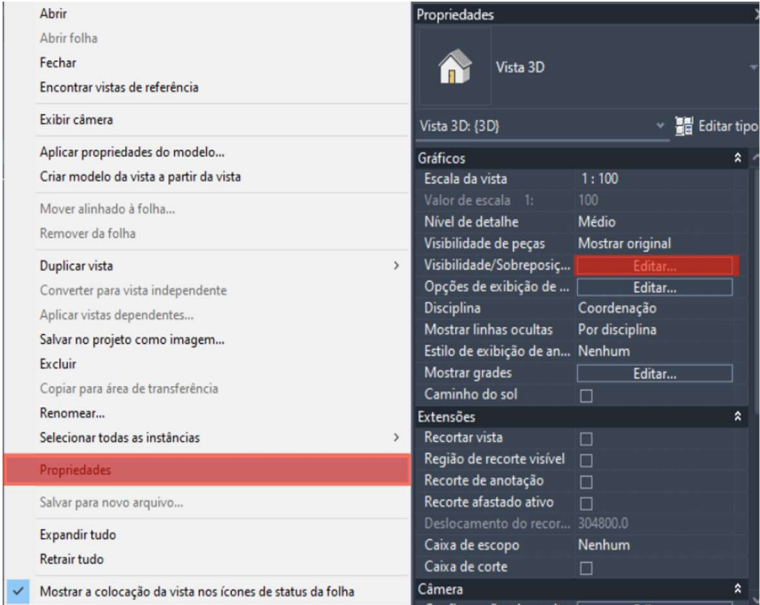 Abrir
Abrir folha
Fechar
Encontrar vistas de referência
Exibir câmera
Aplicar propriedades do modelo...
Criar modelo da vista a partir da vista
Mover alinhado à folha...
Remover da folha
Duplicar vista
Converter para vista independente
Aplicar vistas dependentes...
Salvar no projeto como imagem...
Excluir
Copiar para área de transferência
Renomear...
Selecionar todas as instâncias
Propriedades
Salvar para novo arquivo...
Expandir tudo
Retrair tudo
Mostrar a colocação da vista nos ícones de status da folha
Propriedades
Vista 3D
Vista 3D: {3D} Editar tipo
Gráficos
Escala da vista 1 : 100
Valor de escala 1: 100
Nível de detalhe Médio
Visibilidade de peças Mostrar original
Visibilidade/Sobreposiç... Editar...
Opções de exibição de ... Editar...
Disciplina Coordenação
Mostrar linhas ocultas Por disciplina
Estilo de exibição de an... Nenhum
Mostrar grades Editar...
Caminho do sol
Extensões
Recortar vista
Região de recorte visível
Recorte de anotação
Recorte afastado ativo
Deslocamento do recor... 304800.0
Caixa de escopo Nenhum
Caixa de corte
Câmera